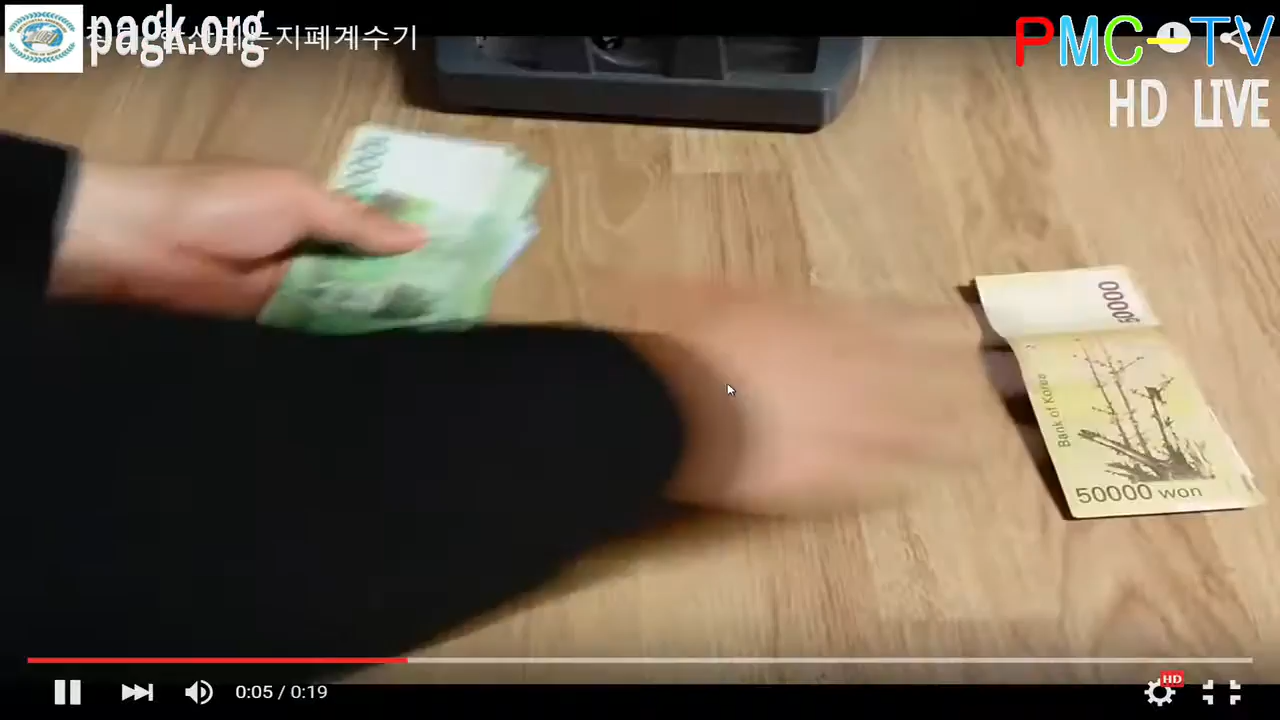 pagk.org
지폐계수기
PMC-TV
HD LIVE
50000
Bank of Korea
50000 won
0:05 / 0:19
HD